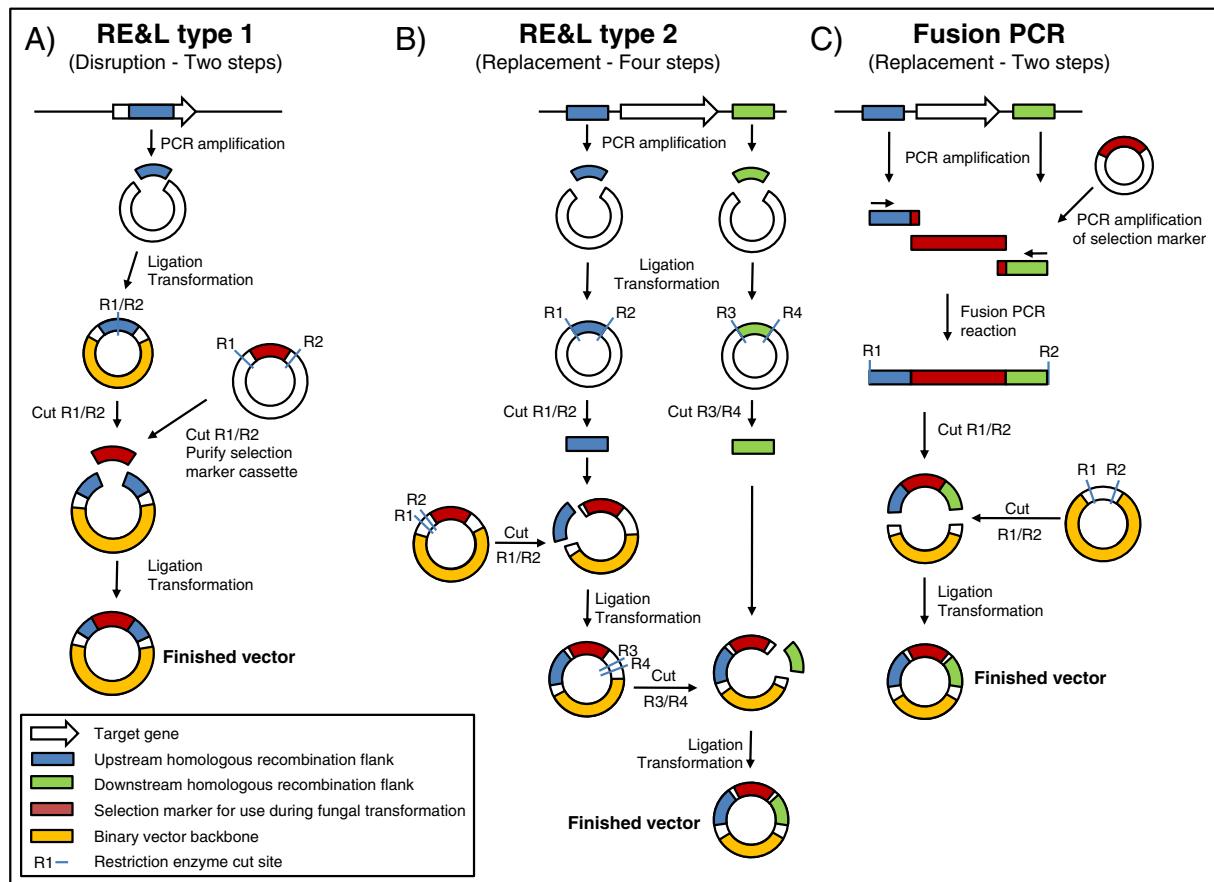 A) RE&L type 1
(Disruption - Two steps)
PCR amplification
Ligation
Transformation
R1/R2
R1
R2
Cut R1/R2
Cut R1/R2
Purify selection
marker cassette
Ligation
Transformation
Finished vector
B) RE&L type 2
(Replacement - Four steps)
PCR amplification
Ligation
Transformation
R1
R2
R3
R4
Cut R1/R2
Cut R3/R4
R2
R1
Cut
R1/R2
Ligation
Transformation
R3
R4
Cut
R3/R4
Ligation
Transformation
Finished vector
C) Fusion PCR
(Replacement - Two steps)
PCR amplification
PCR amplification
of selection marker
Fusion PCR
reaction
R1
R2
Cut R1/R2
R1
R2
Cut
R1/R2
Ligation
Transformation
Finished vector
Target gene
Upstream homologous recombination flank
Downstream homologous recombination flank
Selection marker for use during fungal transformation
Binary vector backbone
R1 Restriction enzyme cut site